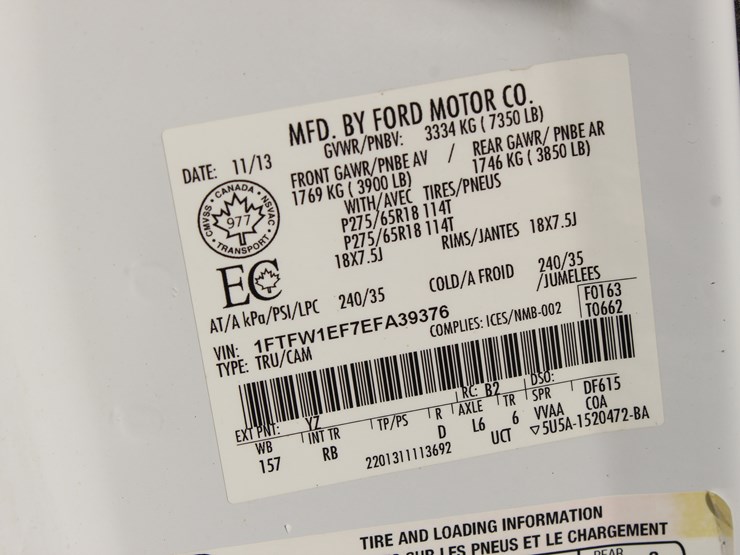 MFD. BY FORD MOTOR CO.
DATE: 11/13
GVWR/PNBV: 3334 KG ( 7350 LB)
FRONT GAWR/PNBE AV / REAR GAWR/ PNBE AR
1769 KG ( 3900 LB) 1746 KG ( 3850 LB)
WITH/AVEC TIRES/PNEUS
P275/65R18 114T
P275/65R18 114T
18X7.5J RIMS/JANTES 18X7.5J
CANADA
CMVSS NSVAC
977
TRANSPORT
EC
AT/A kPa/PSI/LPC 240/35 COLD/A FROID 240/35
/JUMELEES
VIN: 1FTFW1EF7EFA39376
COMPLIES: ICES/NMB-002
F0163
T0662
TYPE: TRU/CAM
EXT PNT: YZ RC: B2 DSO:
WB INT TR TP/PS R AXLE TR SPR DF615
157 RB D L6 6 VVAA COA
2201311113692 UCT ▽5U5A-1520472-BA
TIRE AND LOADING INFORMATION
SUR LES PNEUS ET LE CHARGEMENT
REAR